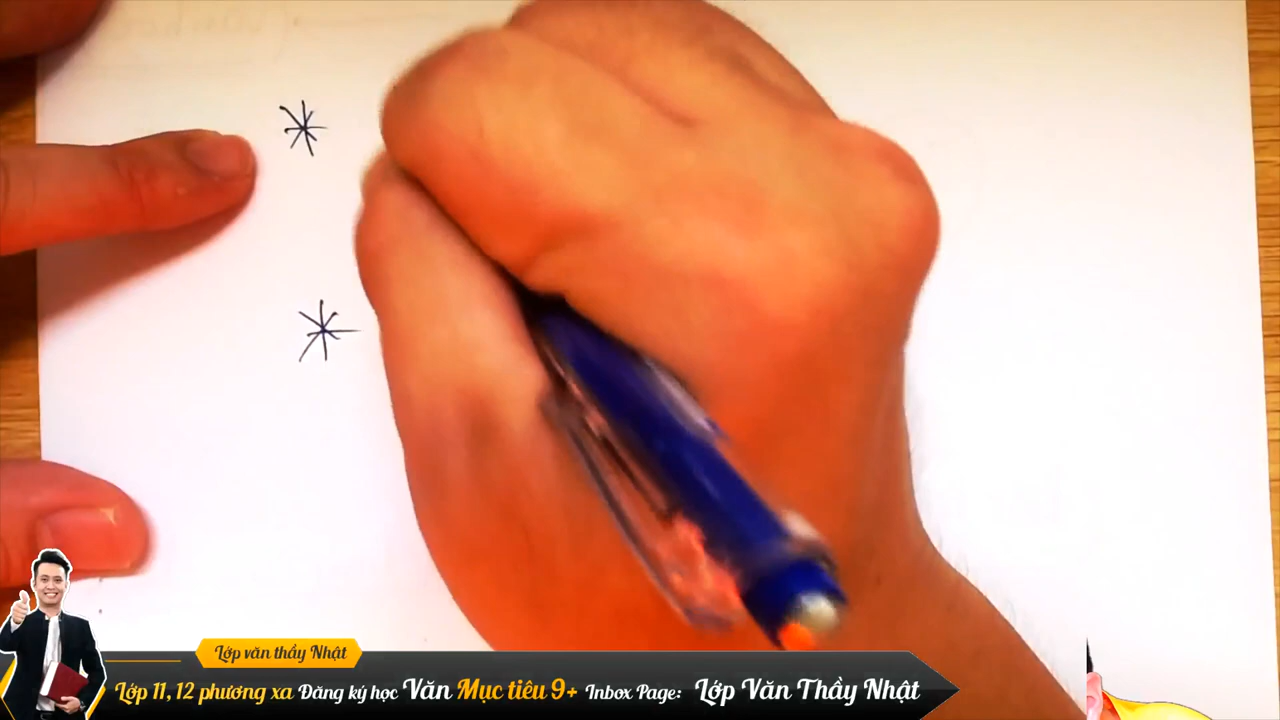 Lớp văn thầy Nhật
Lớp 11, 12 phương xa Đăng ký học Văn Mục tiêu 9+ Inbox Page: Lớp Văn Thầy Nhật